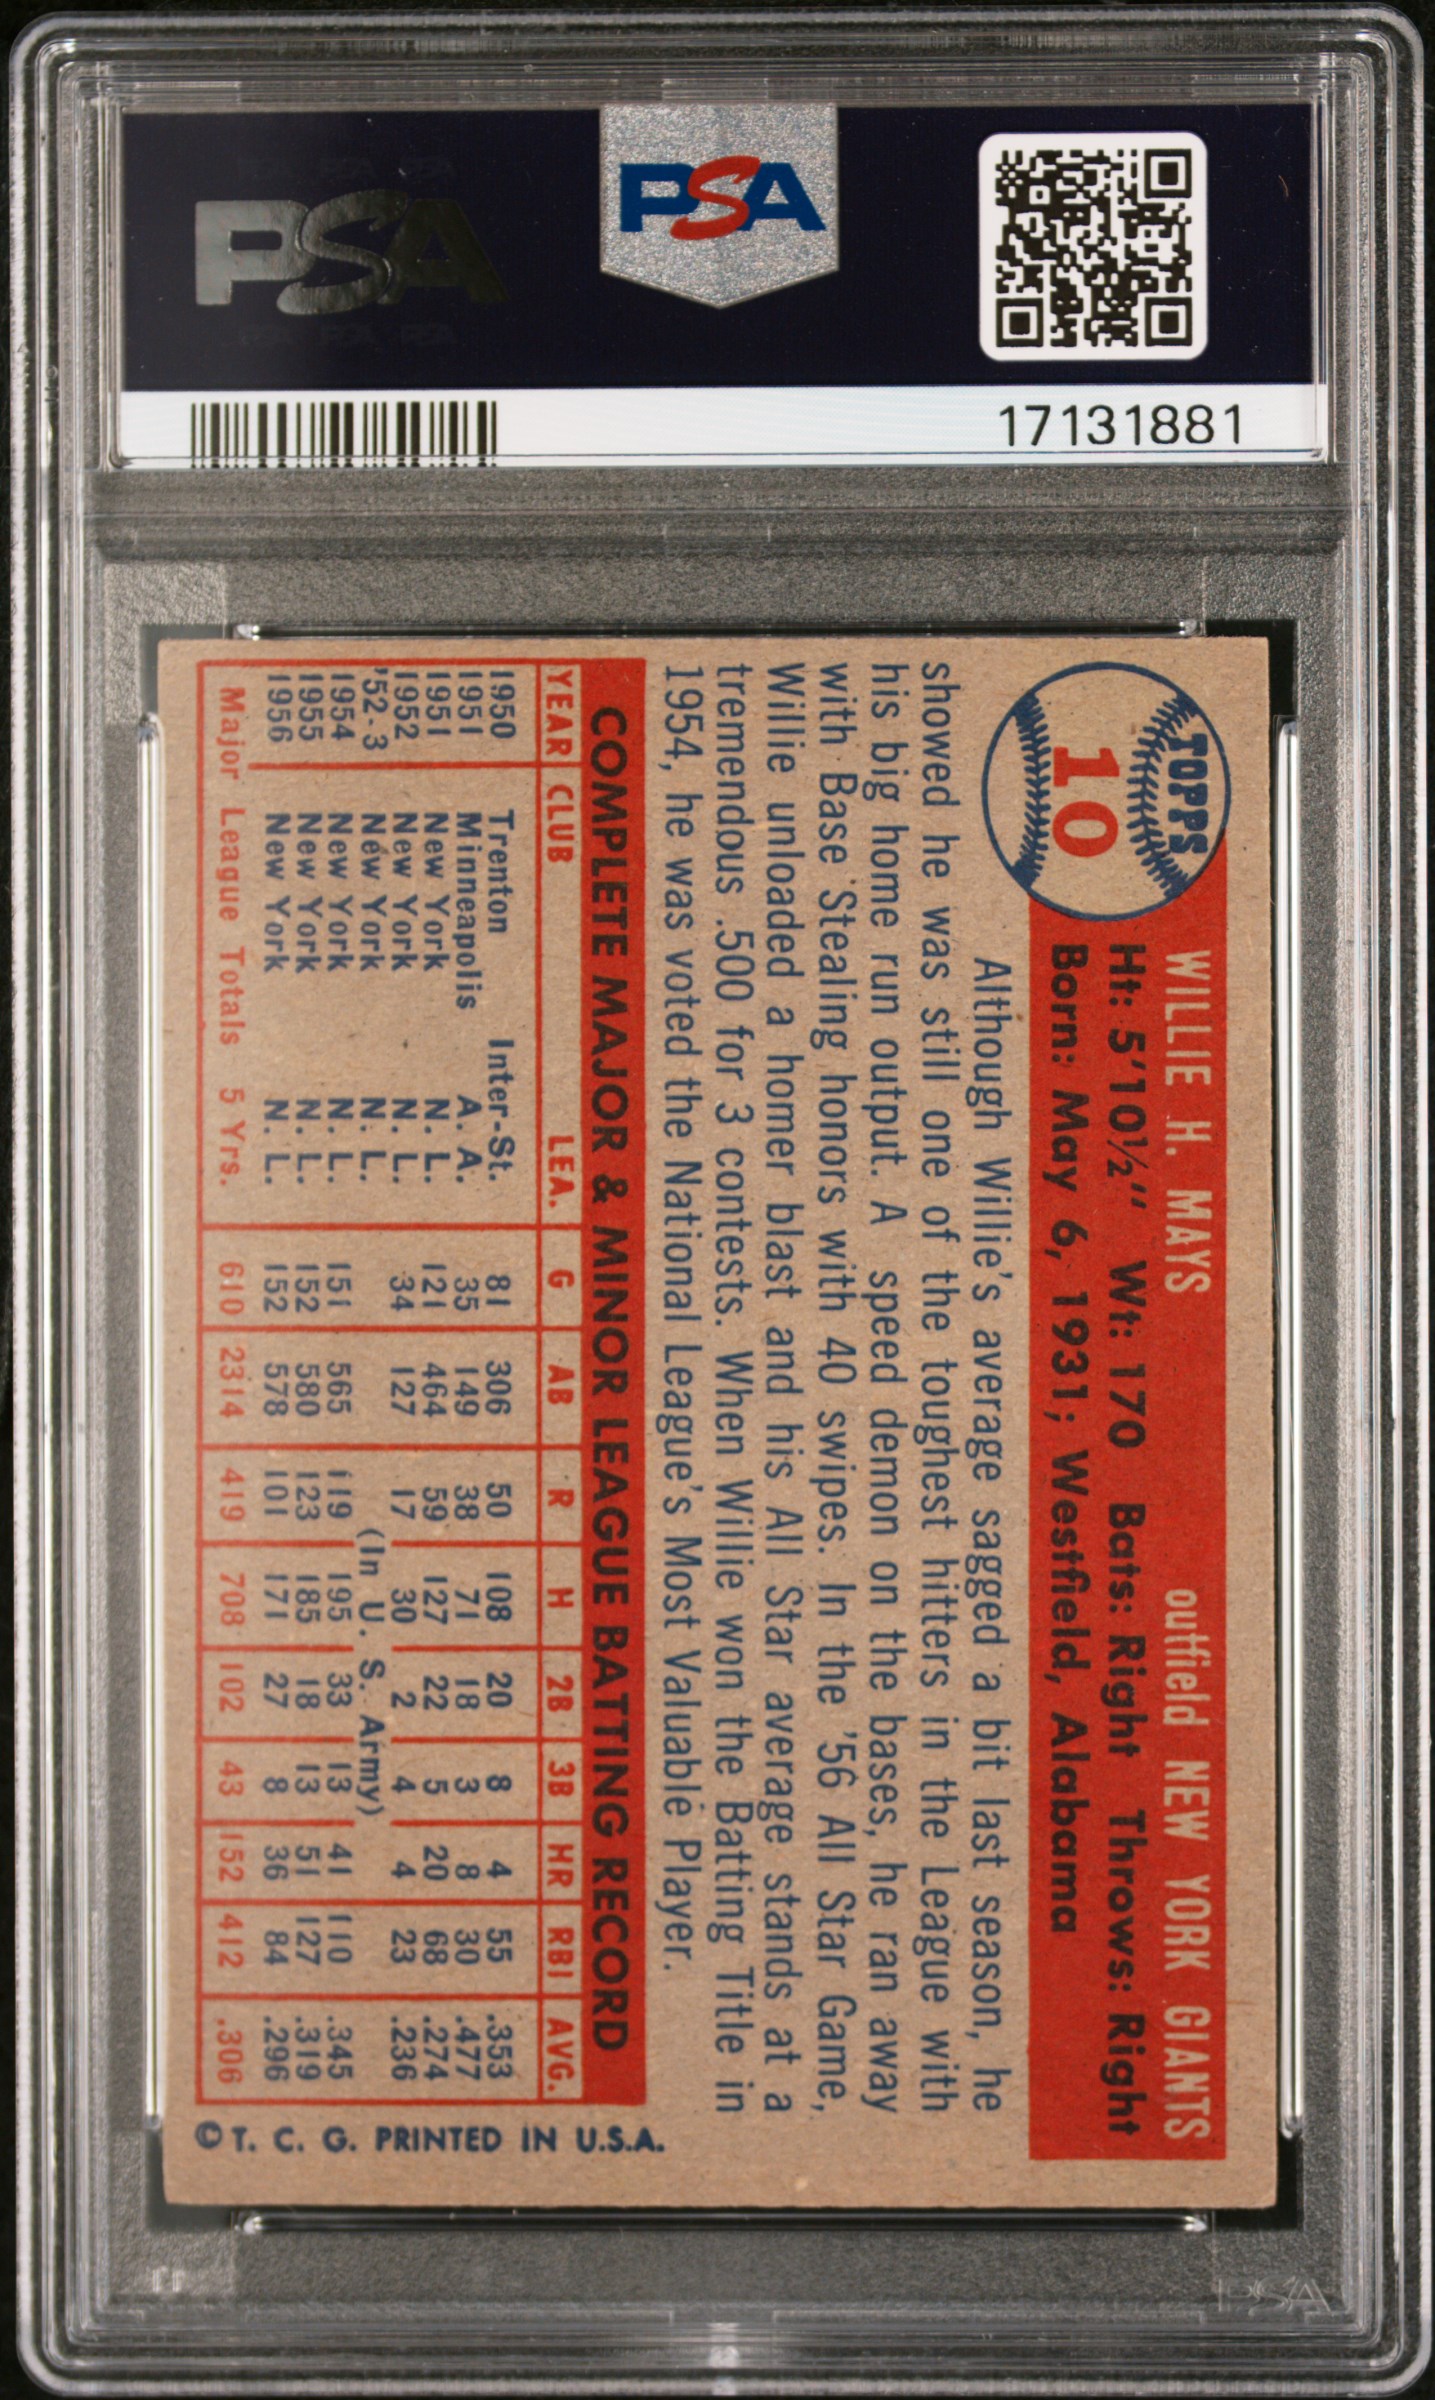 PSA
PSA
17131881
TOPPS
10
WILLIE H. MAYS outfield NEW YORK GIANTS
Ht: 5'10½" Wt: 170 Bats: Right Throws: Right
Born: May 6, 1931; Westfield, Alabama
Although Willie's average sagged a bit last season, he
showed he was still one of the toughest hitters in the League with
his big home run output. A speed demon on the bases, he ran away
with Base Stealing honors with 40 swipes. In the '56 All Star Game,
Willie unloaded a homer blast and his All Star average stands at a
tremendous .500 for 3 contests. When Willie won the Batting Title in
1954, he was voted the National League's Most Valuable Player.
COMPLETE MAJOR & MINOR LEAGUE BATTING RECORD
YEAR CLUB LEA. G AB R H 2B 3B HR RBI AVG.
1950 Trenton Inter-St. 81 306 50 108 20 8 4 55 .353
1951 Minneapolis A. A. 35 149 38 71 18 3 8 30 .477
1951 New York N. L. 121 464 59 127 22 5 20 68 .274
1952 New York N. L. 34 127 17 30 2 4 4 23 .236
'52-3 New York N. L. (In U. S. Army)
1954 New York N. L. 151 565 119 195 33 13 41 110 .345
1955 New York N. L. 152 580 123 185 18 13 51 127 .319
1956 New York N. L. 152 578 101 171 27 8 36 84 .296
Major League Totals 5 Yrs. 610 2314 419 708 102 43 152 412 .306
© T. C. G. PRINTED IN U.S.A.
PSA